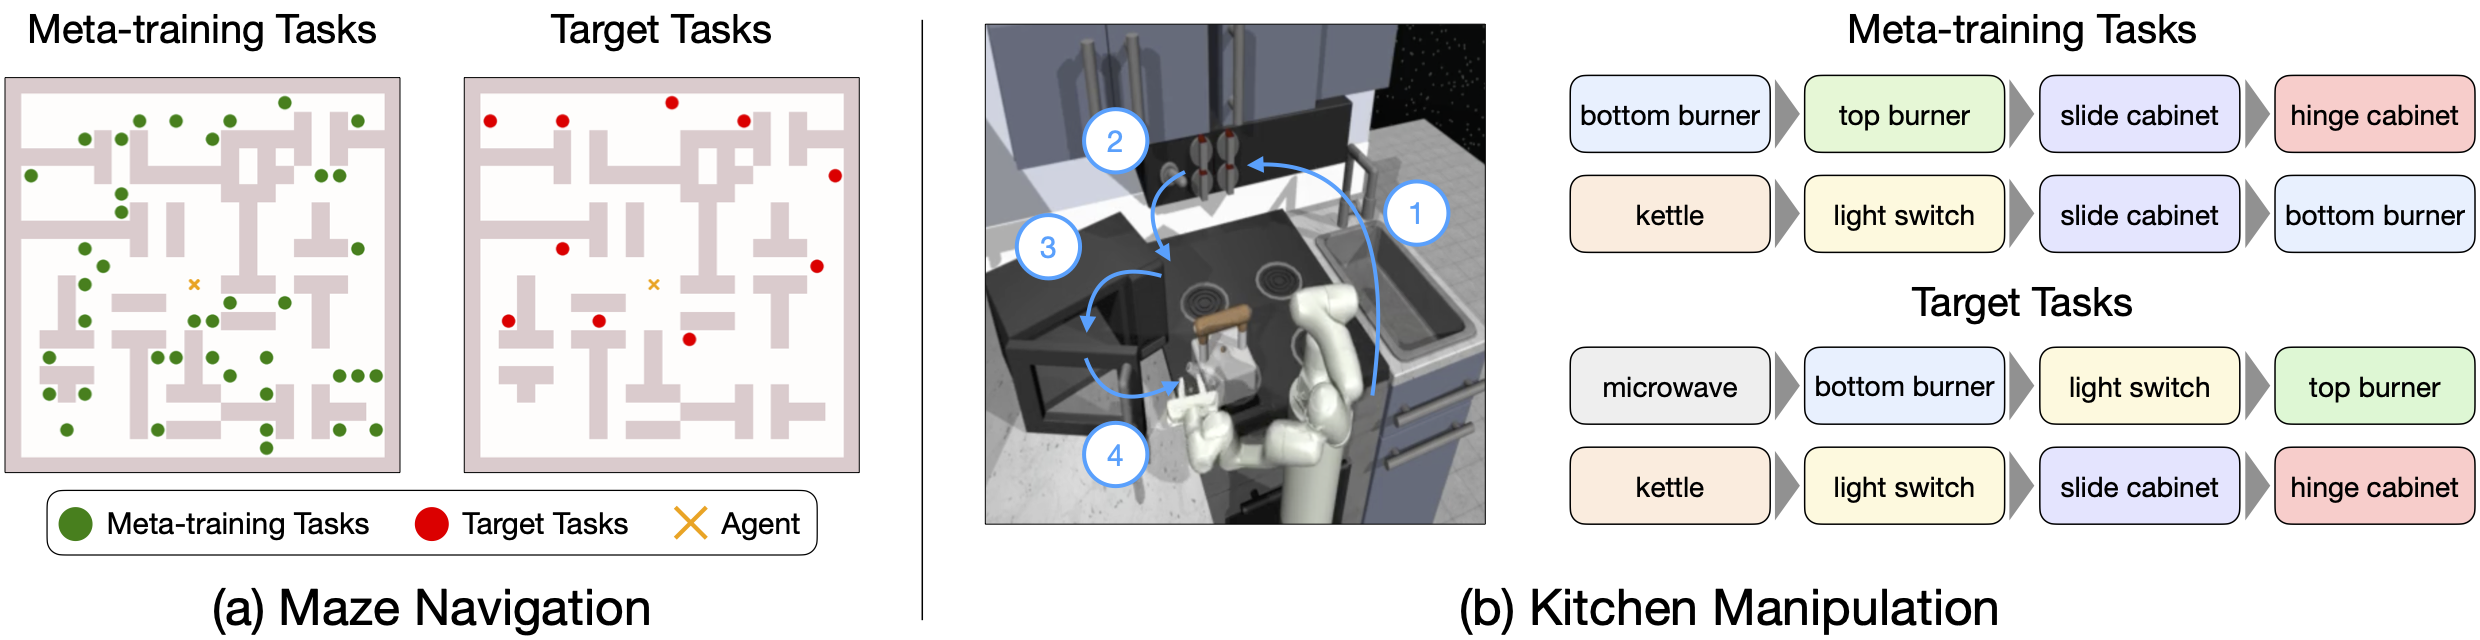 Meta-training Tasks
Target Tasks
Meta-training Tasks
Target Tasks
Agent
(a) Maze Navigation
1
2
3
4
Meta-training Tasks
bottom burner
top burner
slide cabinet
hinge cabinet
kettle
light switch
slide cabinet
bottom burner
Target Tasks
microwave
bottom burner
light switch
top burner
kettle
light switch
slide cabinet
hinge cabinet
(b) Kitchen Manipulation